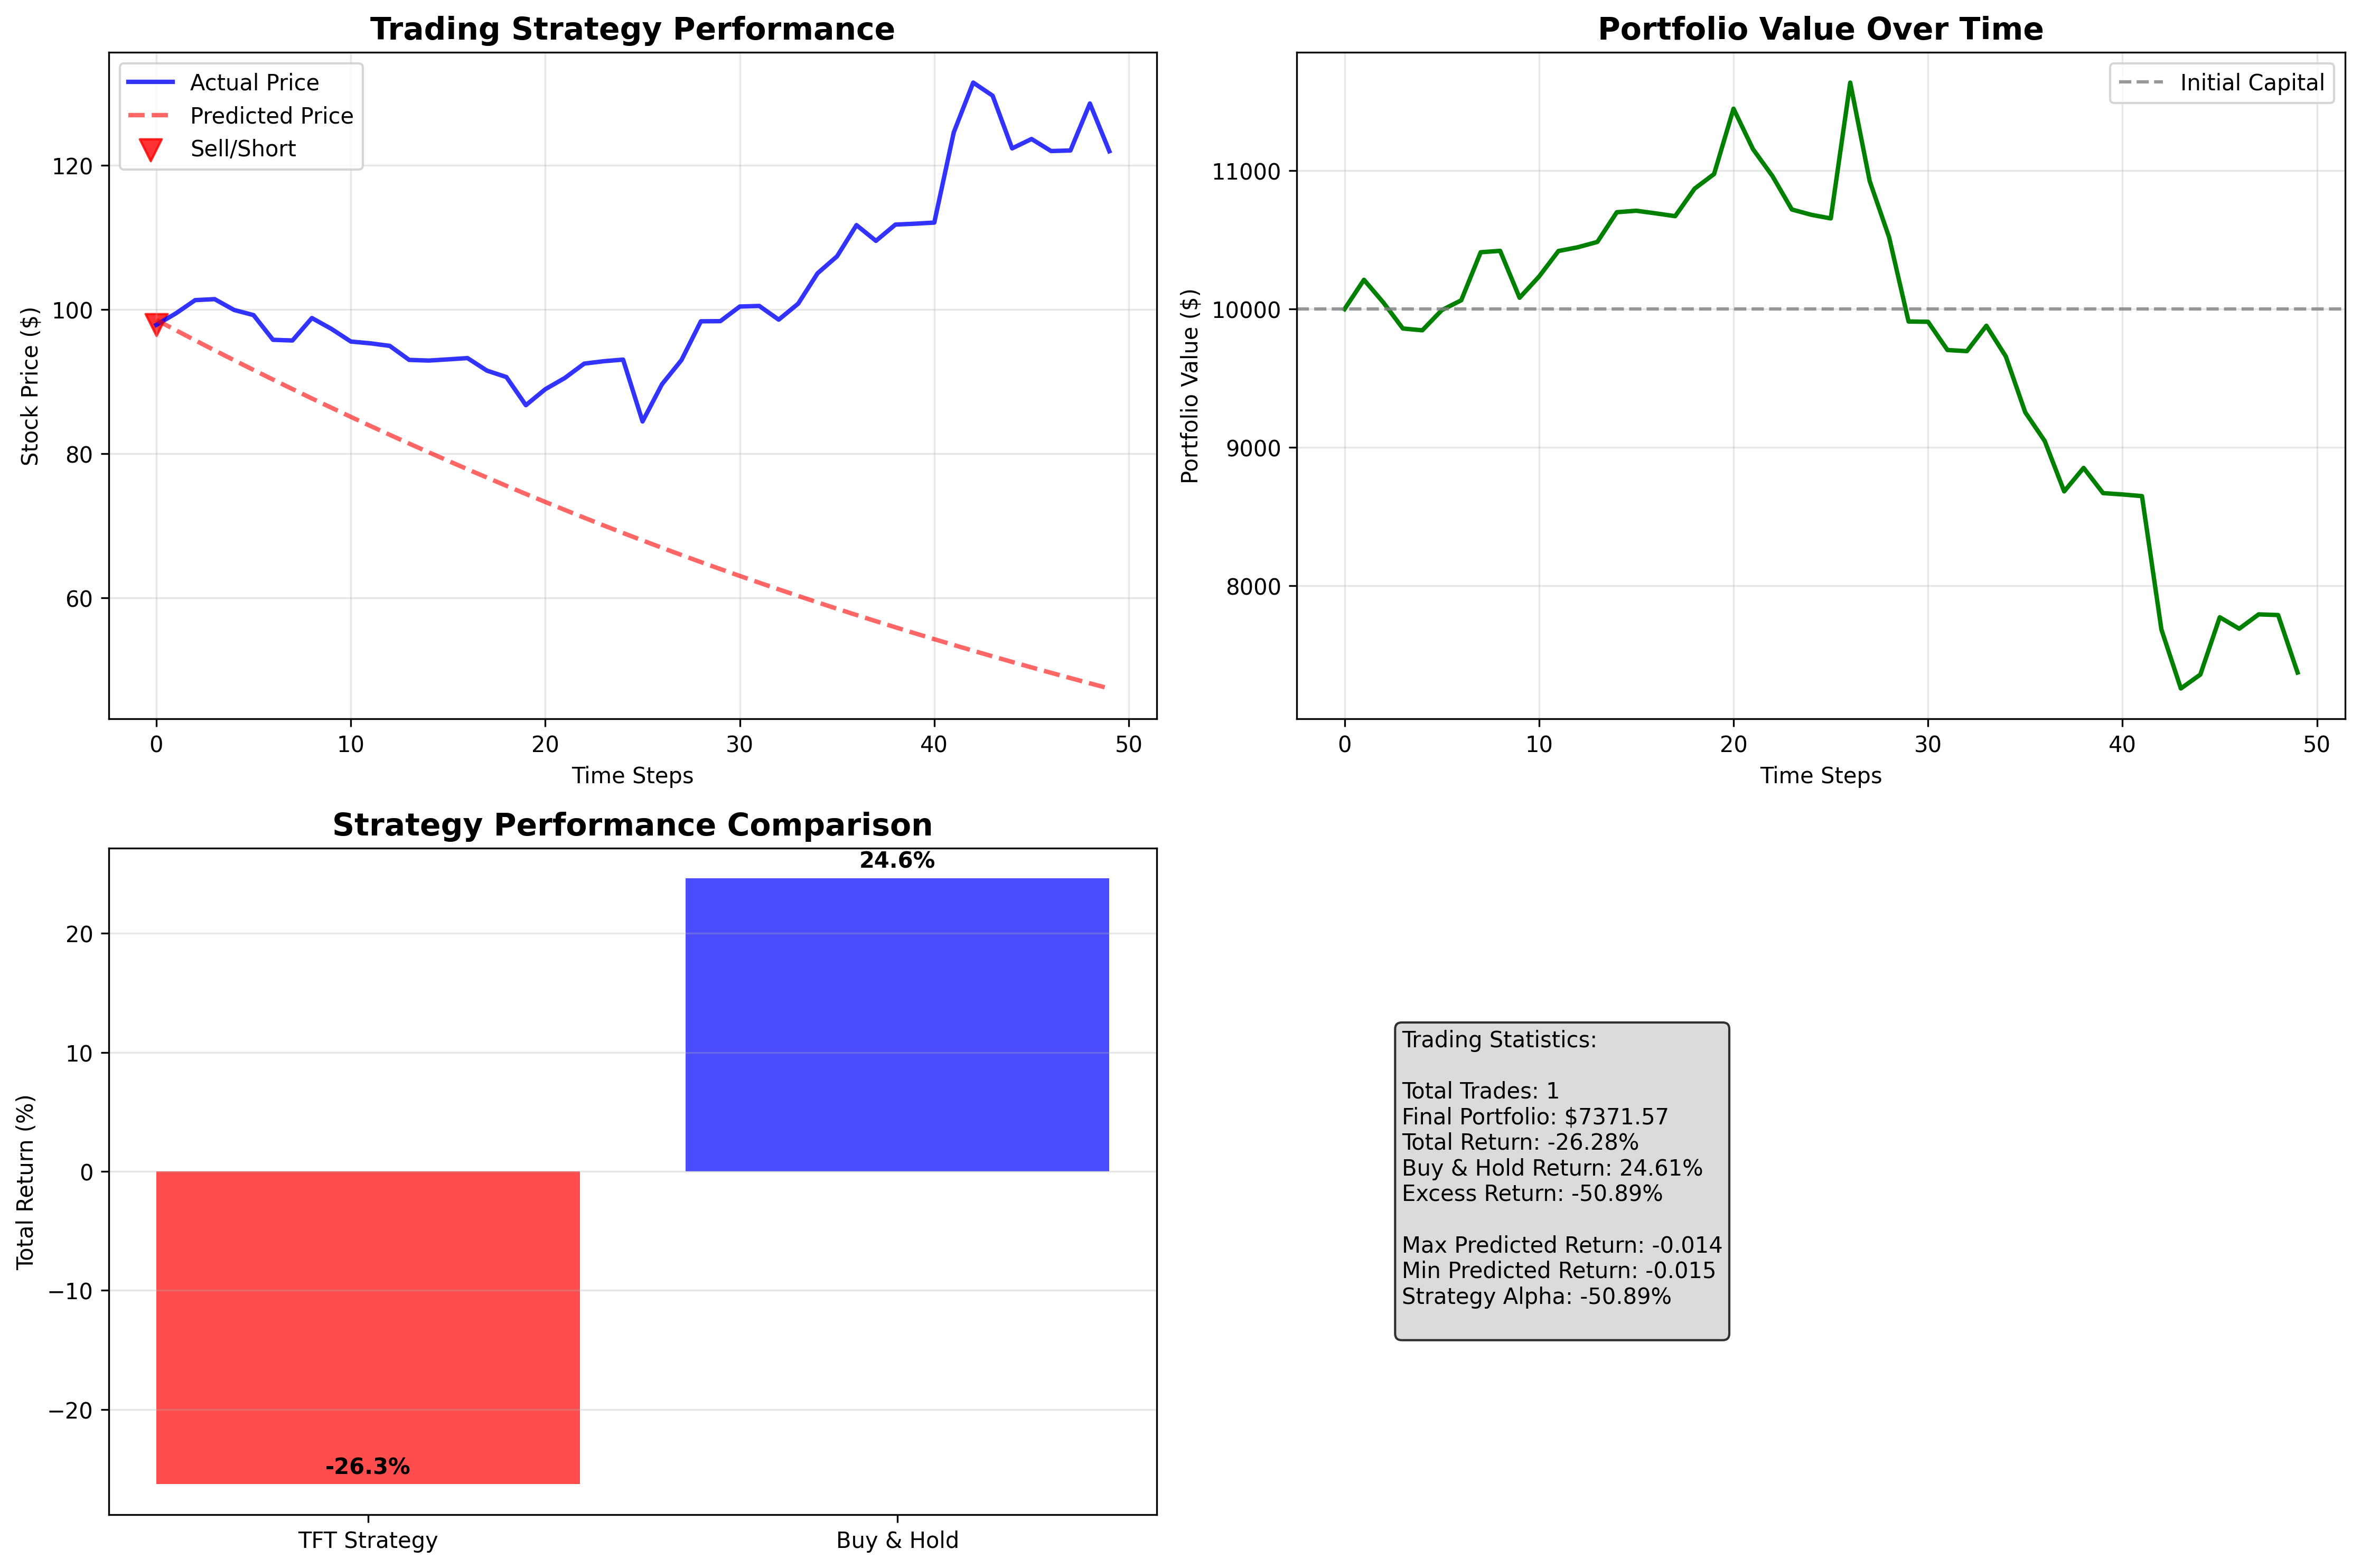 Trading Strategy Performance
Actual Price
Predicted Price
Sell/Short
Stock Price ($)
120
100
80
60
0 10 20 30 40 50
Time Steps
Portfolio Value Over Time
Initial Capital
Portfolio Value ($)
11000
10000
9000
8000
0 10 20 30 40 50
Time Steps
Strategy Performance Comparison
24.6%
-26.3%
Total Return (%)
20
10
0
−10
−20
TFT Strategy Buy & Hold
Trading Statistics:
Total Trades: 1
Final Portfolio: $7371.57
Total Return: -26.28%
Buy & Hold Return: 24.61%
Excess Return: -50.89%
Max Predicted Return: -0.014
Min Predicted Return: -0.015
Strategy Alpha: -50.89%